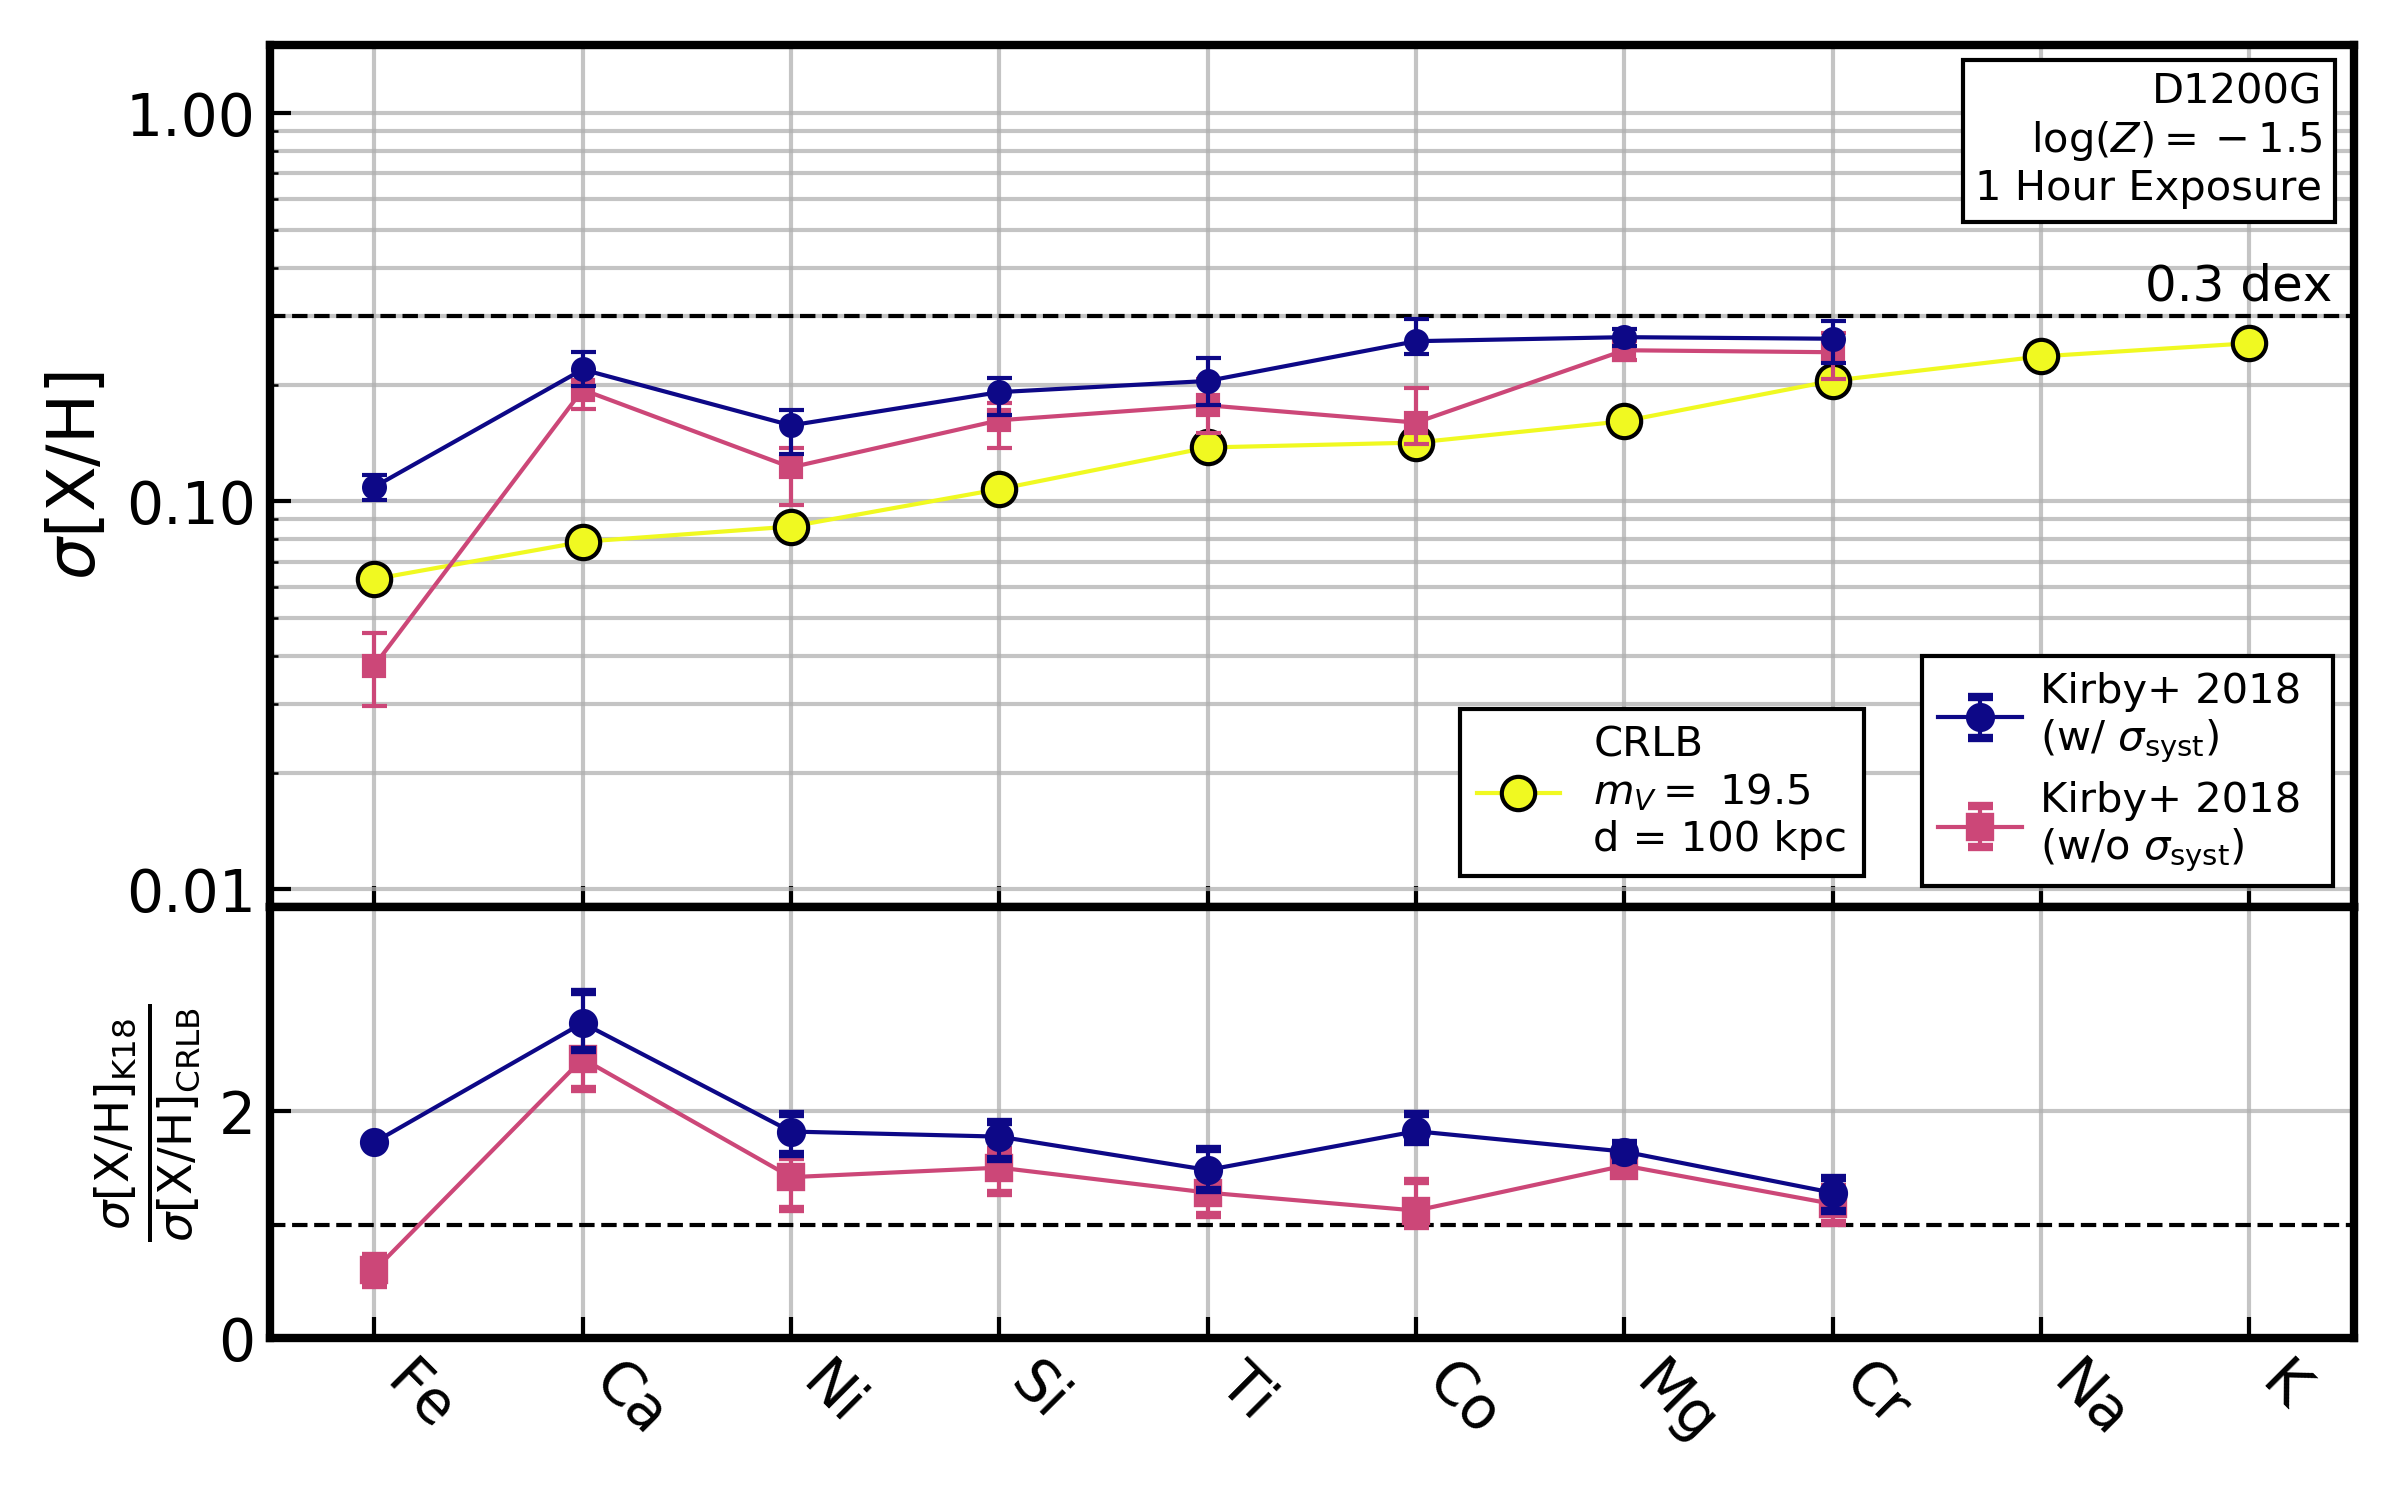 1.00
0.10
0.01
σ[X/H]
D1200G
log(Z) = −1.5
1 Hour Exposure
0.3 dex
CRLB
m_V = 19.5
d = 100 kpc
Kirby+ 2018
(w/ σ_syst)
Kirby+ 2018
(w/o σ_syst)
σ[X/H]_K18
σ[X/H]_CRLB
2
0
Fe Ca Ni Si Ti Co Mg Cr Na K